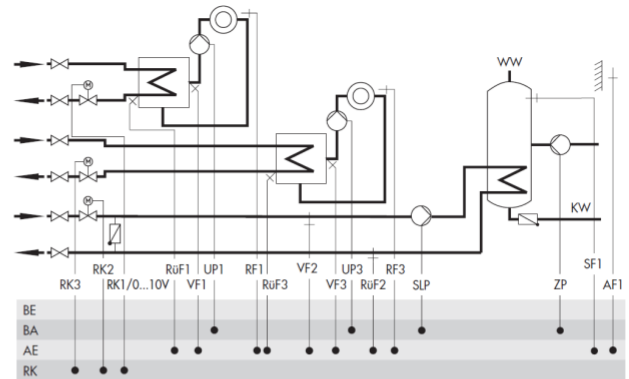 WW
M
M
M
KW
RK3
RK2
RK1/0...10V
RüF1
VF1
UP1
RF1
RüF3
VF2
VF3
UP3
RüF2
RF3
SLP
ZP
SF1
AF1
BE
BA
AE
RK